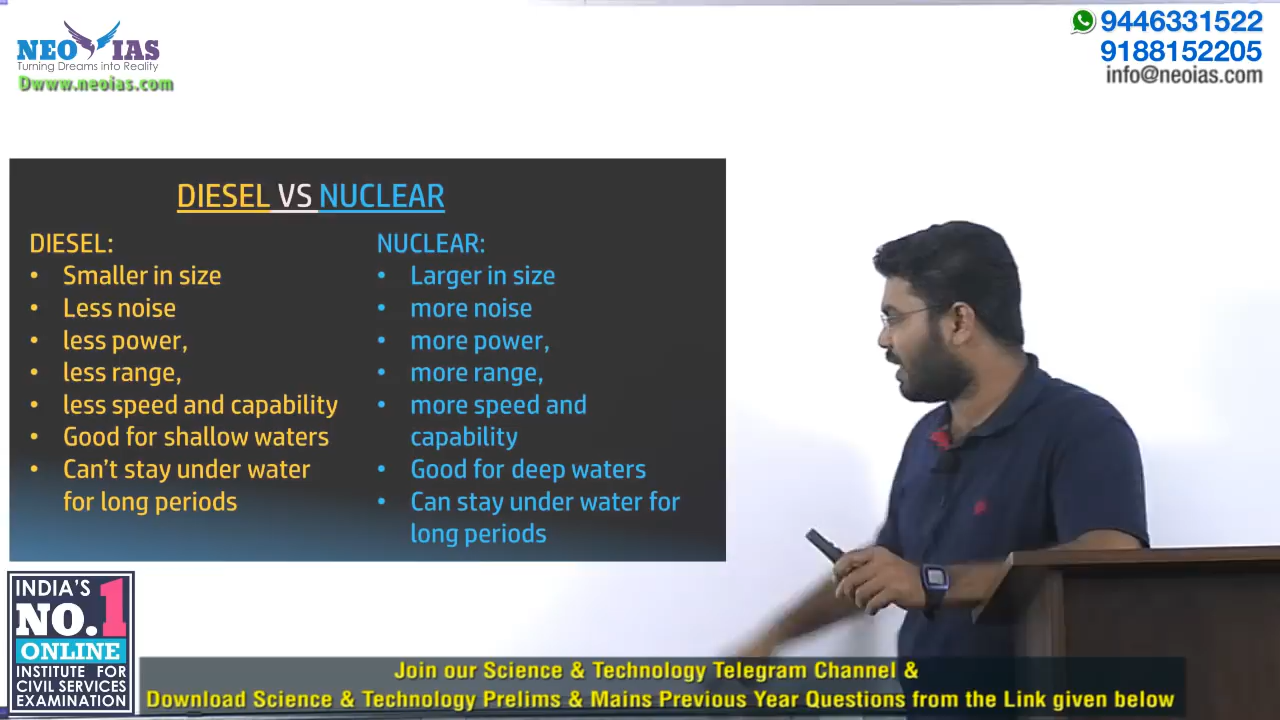 NEO IAS
Turning Dreams into Reality
Dwww.neoias.com
9446331522
9188152205
info@neoias.com
DIESEL VS NUCLEAR
DIESEL:
• Smaller in size
• Less noise
• less power,
• less range,
• less speed and capability
• Good for shallow waters
• Can't stay under water
for long periods
NUCLEAR:
• Larger in size
• more noise
• more power,
• more range,
• more speed and
capability
• Good for deep waters
• Can stay under water for
long periods
INDIA'S
NO.1
ONLINE
INSTITUTE FOR
CIVIL SERVICES
EXAMINATION
Join our Science & Technology Telegram Channel &
Download Science & Technology Prelims & Mains Previous Year Questions from the Link given below